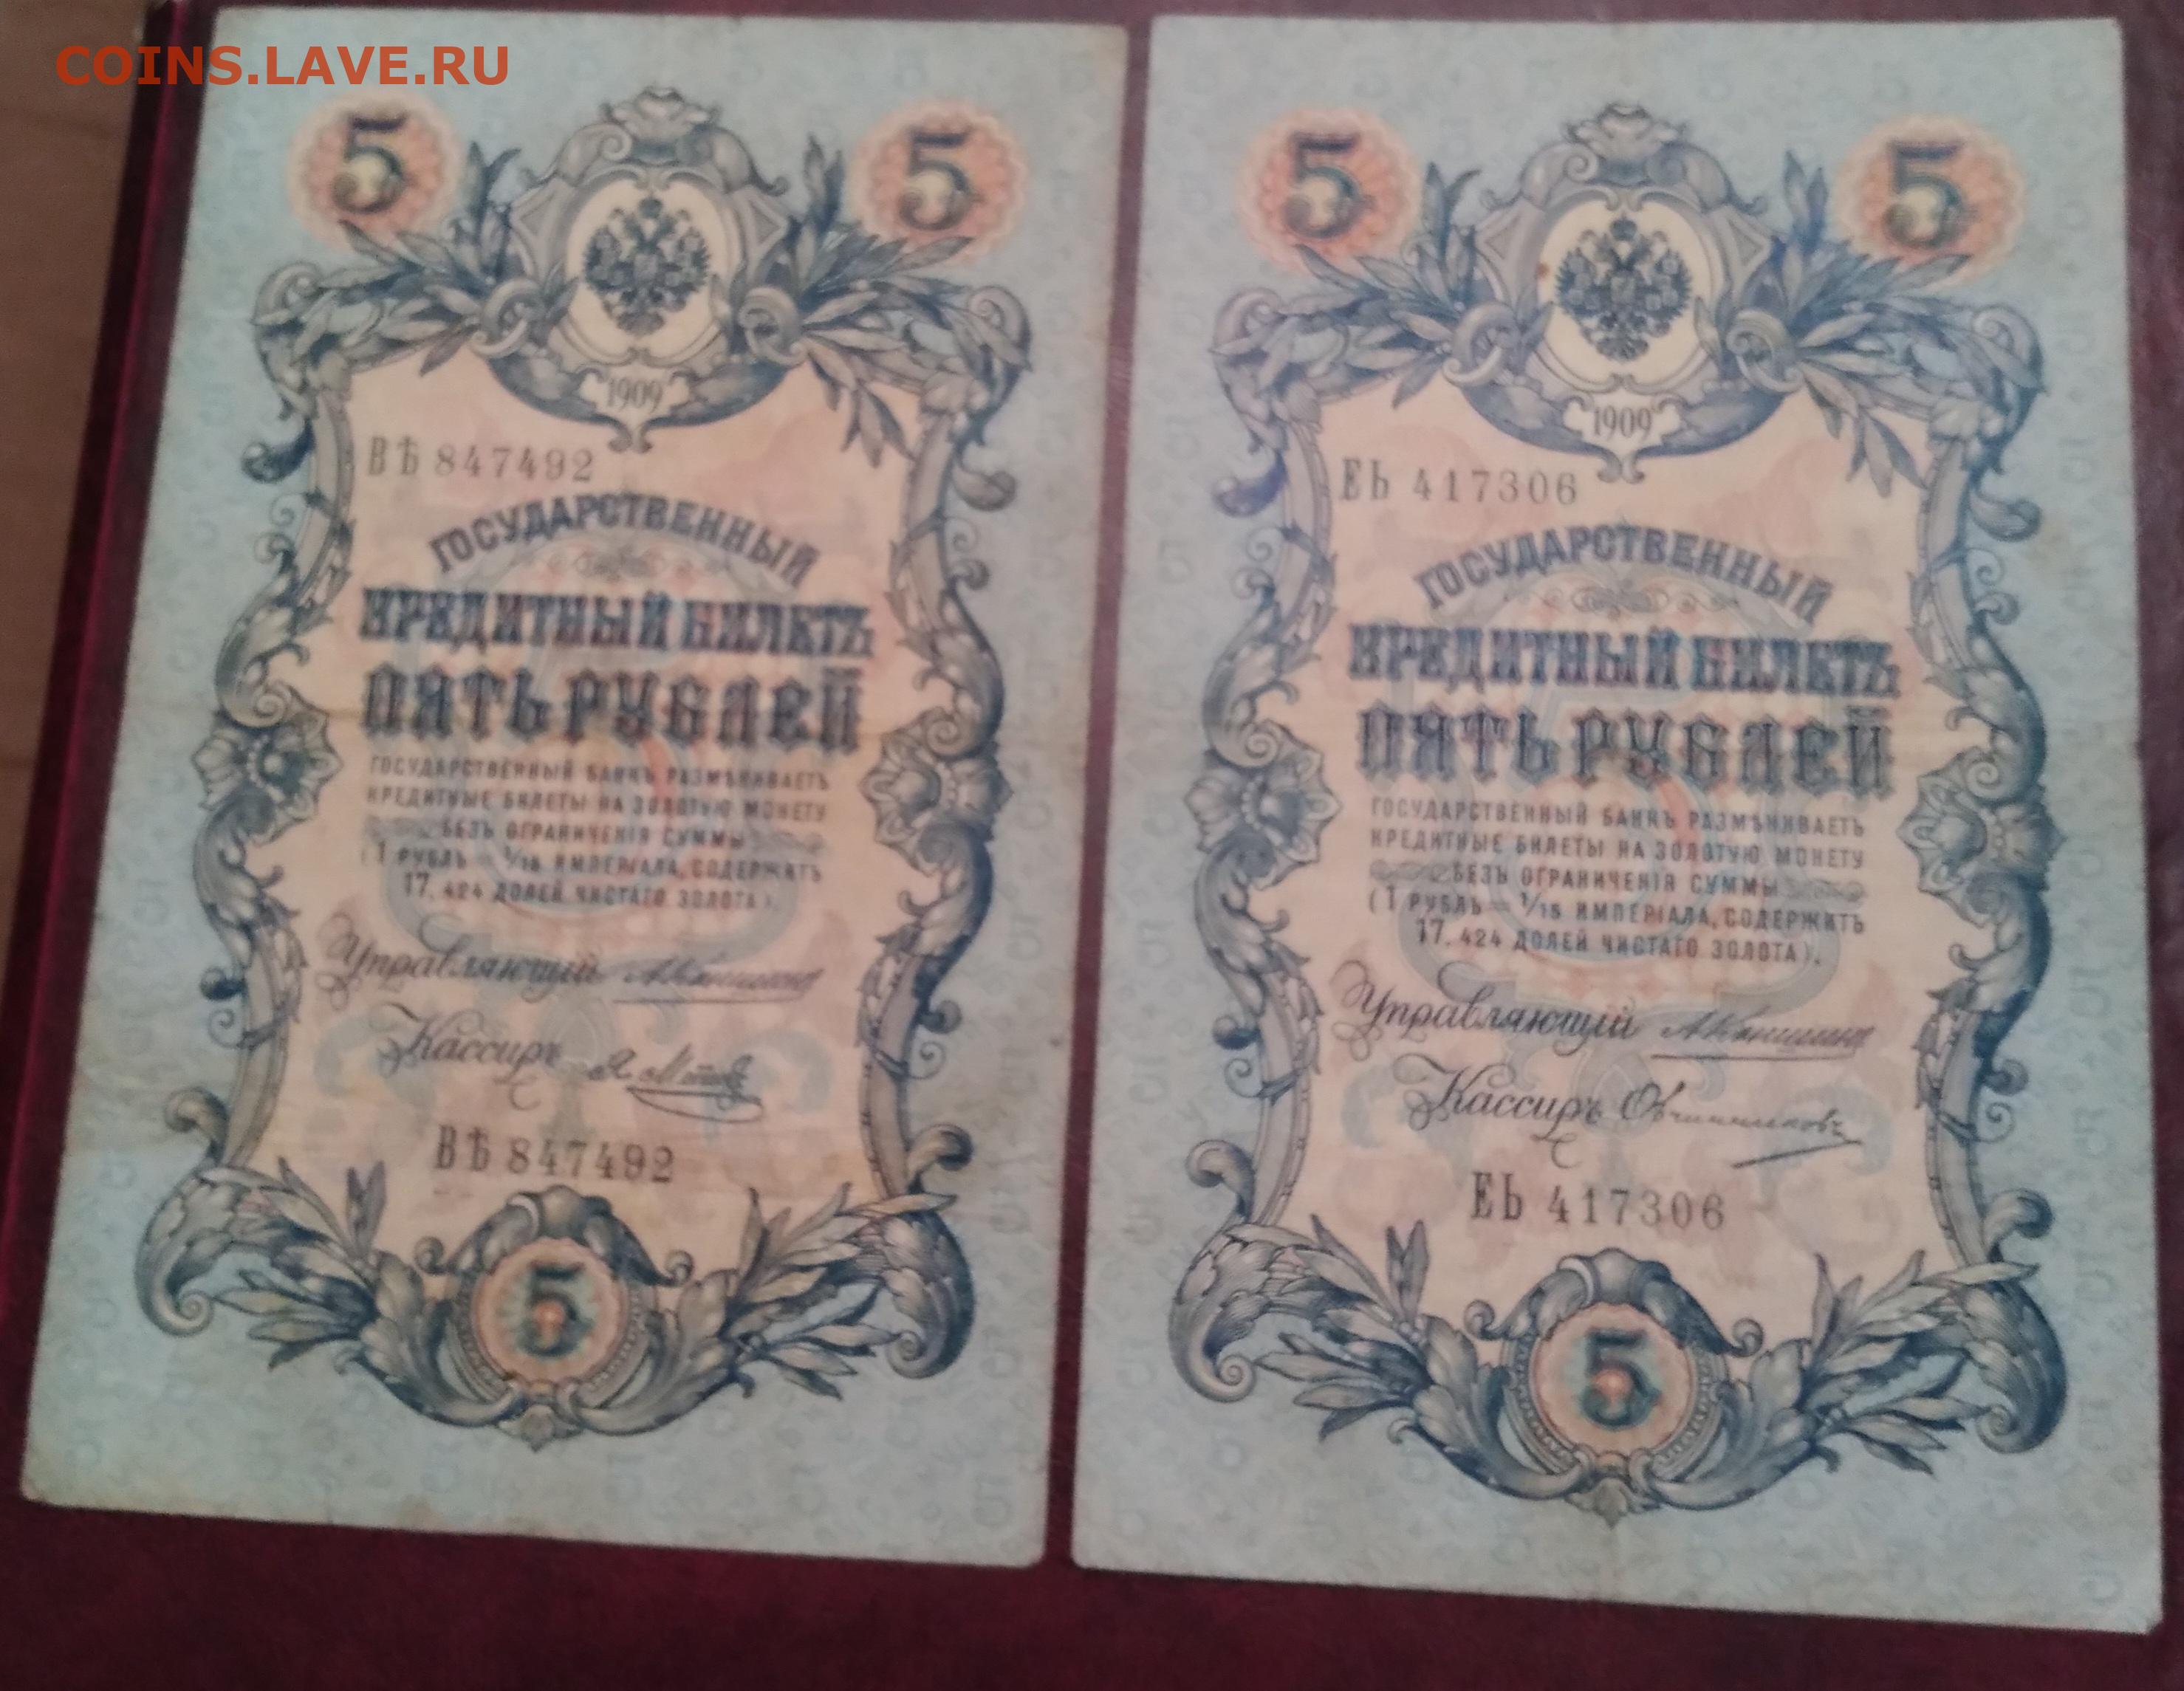 COINS.LAVE.RU
5 5
1909
ВѢ 847492
ГОСУДАРСТВЕННЫЙ
КРЕДИТНЫЙ БИЛЕТЪ
ПЯТЬ РУБЛЕЙ
ГОСУДАРСТВЕННЫЙ БАНКЪ РАЗМѢНИВАЕТЪ
КРЕДИТНЫЕ БИЛЕТЫ НА ЗОЛОТУЮ МОНЕТУ
БЕЗЪ ОГРАНИЧЕНІЯ СУММЫ
(1 РУБЛЬ = 1/15 ИМПЕРІАЛА, СОДЕРЖИТЪ
17,424 ДОЛЕЙ ЧИСТАГО ЗОЛОТА).
Управляющій
Кассиръ
ВѢ 847492
5
5 5
1909
ЕЬ 417306
ГОСУДАРСТВЕННЫЙ
КРЕДИТНЫЙ БИЛЕТЪ
ПЯТЬ РУБЛЕЙ
ГОСУДАРСТВЕННЫЙ БАНКЪ РАЗМѢНИВАЕТЪ
КРЕДИТНЫЕ БИЛЕТЫ НА ЗОЛОТУЮ МОНЕТУ
БЕЗЪ ОГРАНИЧЕНІЯ СУММЫ
(1 РУБЛЬ = 1/15 ИМПЕРІАЛА, СОДЕРЖИТЪ
17,424 ДОЛЕЙ ЧИСТАГО ЗОЛОТА).
Управляющій
Кассиръ Овчинниковъ
ЕЬ 417306
5